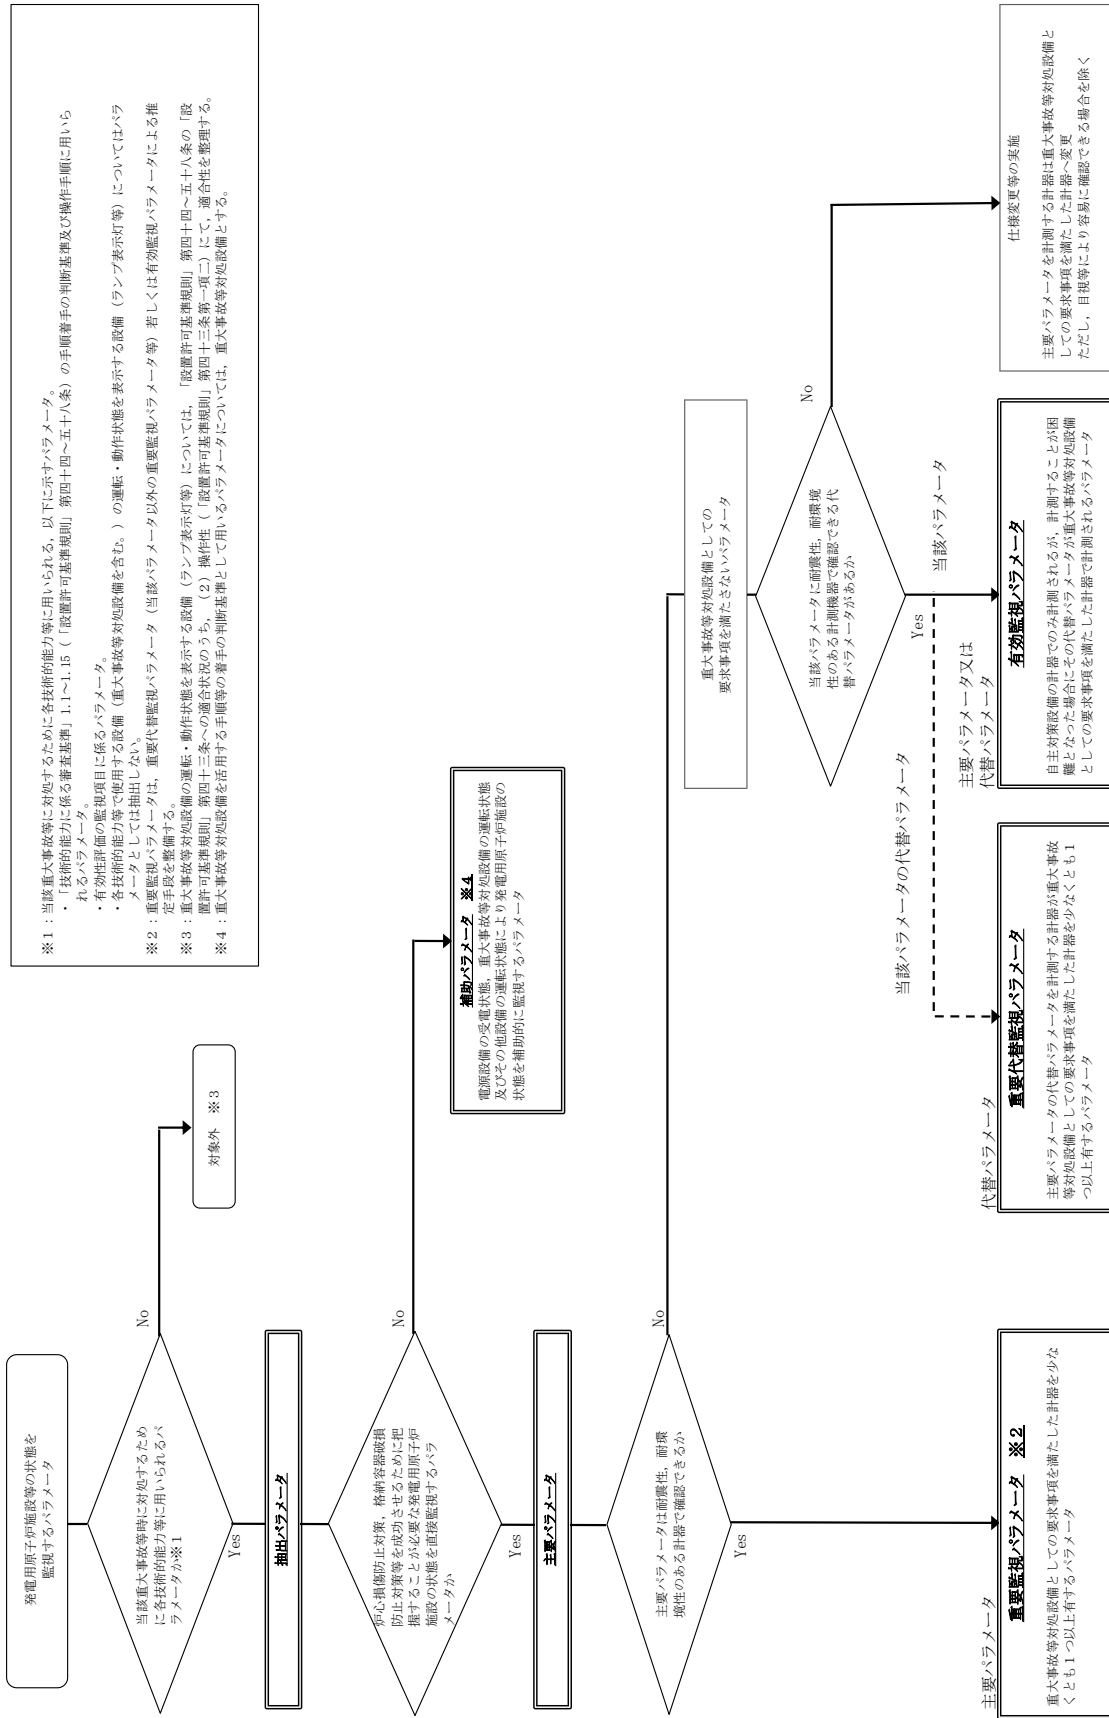 発電用原子炉施設等の状態を
監視するパラメータ
当該重大事故等時に対処するため
に各技術的能力等に用いられるパ
ラメータか※1
No
対象外　※3
Yes
抽出パラメータ
炉心損傷防止対策，格納容器破損
防止対策等を成功させるために把
握することが必要な発電用原子炉
施設の状態を直接監視するパラ
メータか
No
補助パラメータ　※4
電源設備の受電状態，重大事故等対処設備の運転状態
及びその他設備の運転状態により発電用原子炉施設の
状態を補助的に監視するパラメータ
Yes
主要パラメータ
主要パラメータは耐震性，耐環
境性のある計器で確認できるか
No
Yes
重大事故等対処設備としての
要求事項を満たさないパラメータ
当該パラメータに耐震性，耐環境
性のある計測機器で確認できる代
替パラメータがあるか
No
Yes
当該パラメータ
当該パラメータの代替パラメータ
主要パラメータ
重要監視パラメータ　※2
重大事故等対処設備としての要求事項を満たした計器を少な
くとも1つ以上有するパラメータ
代替パラメータ
重要代替監視パラメータ
主要パラメータの代替パラメータを計測する計器が重大事故
等対処設備としての要求事項を満たした計器を少なくとも1
つ以上有するパラメータ
主要パラメータ又は
代替パラメータ
有効監視パラメータ
自主対策設備の計器でのみ計測されるが，計測することが困
難となった場合にその代替パラメータが重大事故等対処設備
としての要求事項を満たした計器で計測されるパラメータ
仕様変更等の実施
主要パラメータを計測する計器は重大事故等対処設備と
しての要求事項を満たした計器へ変更
ただし，目視等により容易に確認できる場合を除く
※1：当該重大事故等に対処するために各技術的能力等に用いられる，以下に示すパラメータ。
・「技術的能力に係る審査基準」1.1～1.15（「設置許可基準規則」第四十四～五十八条）の手順着手の判断基準及び操作手順に用いら
れるパラメータ。
・有効性評価の監視項目に係るパラメータ。
・各技術的能力等で使用する設備（重大事故等対処設備を含む。）の運転・動作状態を表示する設備（ランプ表示灯等）についてはパラ
メータとしては抽出しない。
※2：重要監視パラメータは，重要代替監視パラメータ（当該パラメータ以外の重要監視パラメータ等）若しくは有効監視パラメータによる推
定手段を整備する。
※3：重大事故等対処設備の運転・動作状態を表示する設備（ランプ表示灯等）については，「設置許可基準規則」第四十四～五十八条の「設
置許可基準規則」第四十三条への適合状況のうち，（2）操作性（「設置許可基準規則」第四十三条第一項二）にて，適合性を整理する。
※4：重大事故等対処設備を活用する手順等の着手の判断基準として用いるパラメータについては，重大事故等対処設備とする。